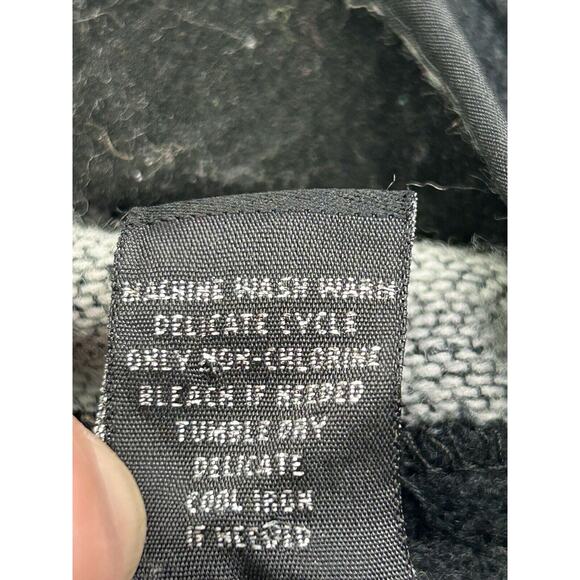 MACHINE WASH WARM
DELICATE CYCLE
ONLY NON-CHLORINE
BLEACH IF NEEDED
TUMBLE DRY
DELICATE
COOL IRON
IF NEEDED